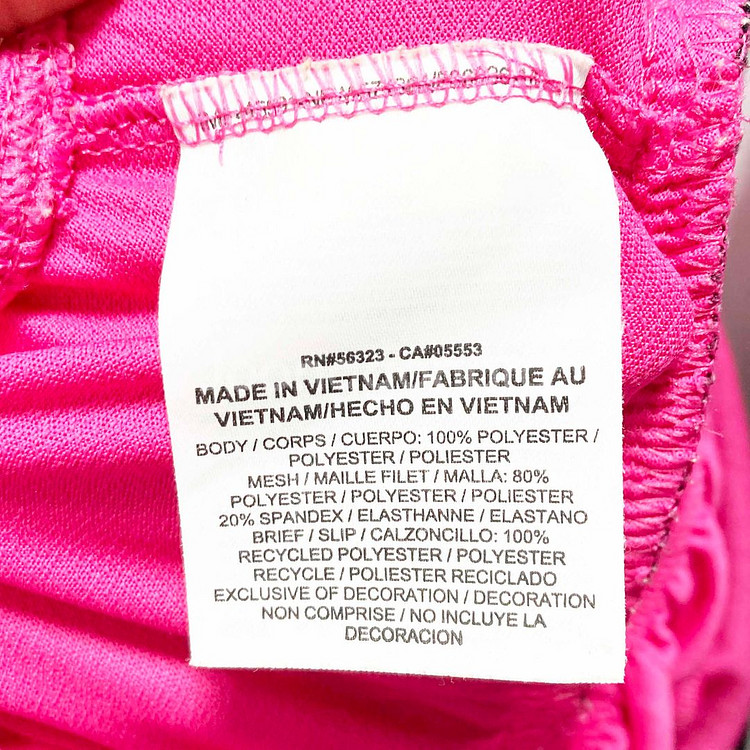 RN#56323 - CA#05553
MADE IN VIETNAM/FABRIQUE AU
VIETNAM/HECHO EN VIETNAM
BODY / CORPS / CUERPO: 100% POLYESTER /
POLYESTER / POLIESTER
MESH / MAILLE FILET / MALLA: 80%
POLYESTER / POLYESTER / POLIESTER
20% SPANDEX / ELASTHANNE / ELASTANO
BRIEF / SLIP / CALZONCILLO: 100%
RECYCLED POLYESTER / POLYESTER
RECYCLE / POLIESTER RECICLADO
EXCLUSIVE OF DECORATION / DECORATION
NON COMPRISE / NO INCLUYE LA
DECORACION